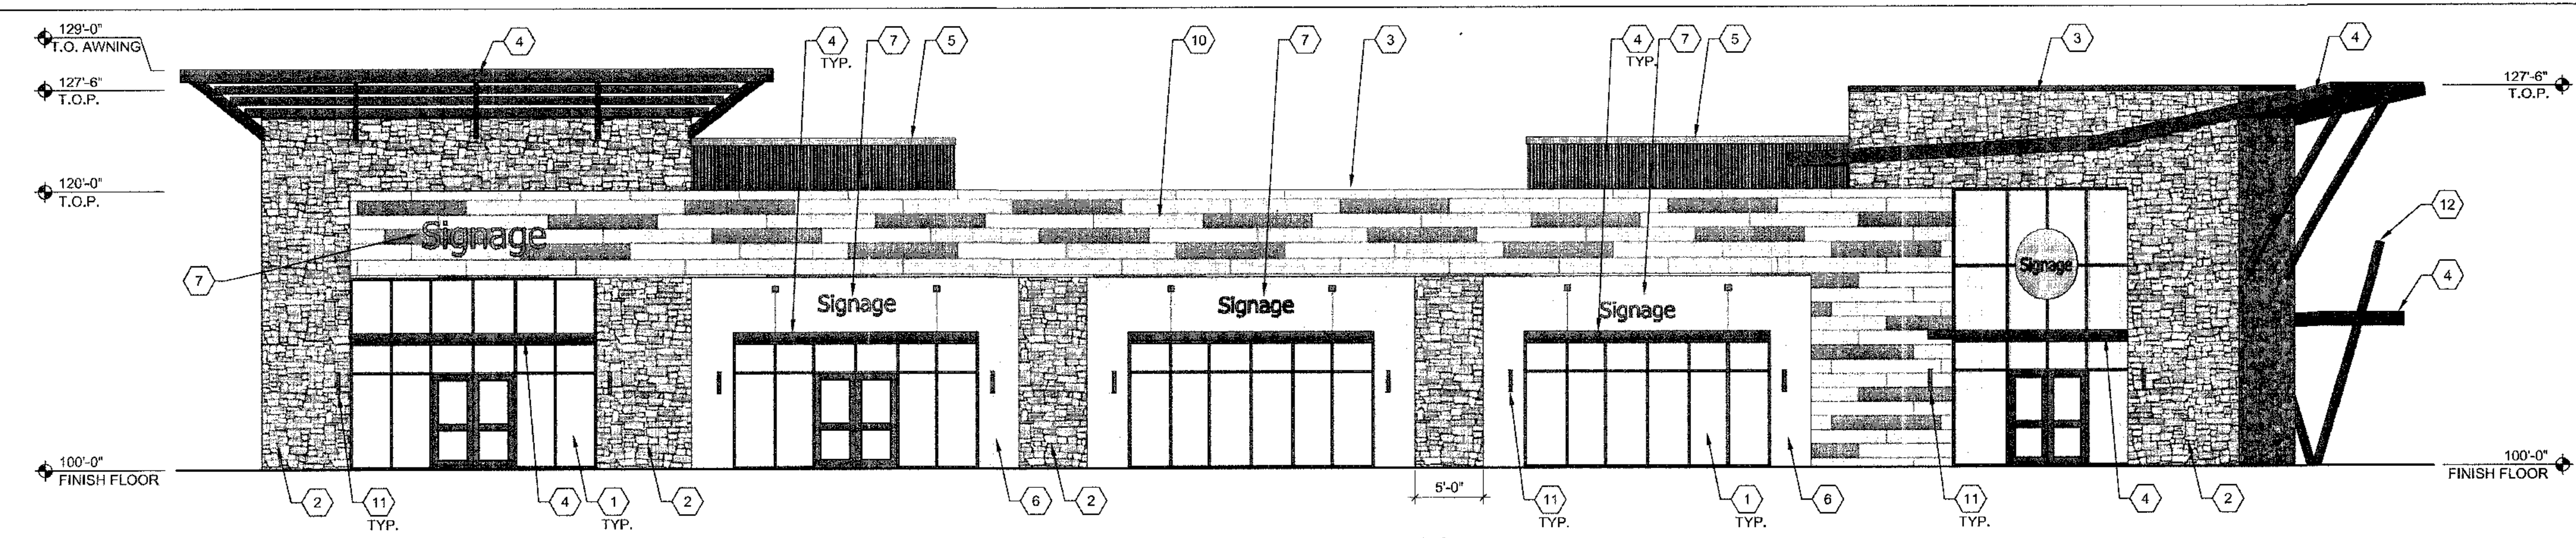 129'-0"
T.O. AWNING
127'-6"
T.O.P.
120'-0"
T.O.P.
100'-0"
FINISH FLOOR
4
4
TYP.
7
5
10
7
3
4
TYP.
7
5
3
4
127'-6"
T.O.P.
12
4
7
Signage
Signage
Signage
Signage
Signage
100'-0"
FINISH FLOOR
2
11
TYP.
4
1
TYP.
2
6
2
5'-0"
11
TYP.
1
TYP.
6
11
TYP.
4
2